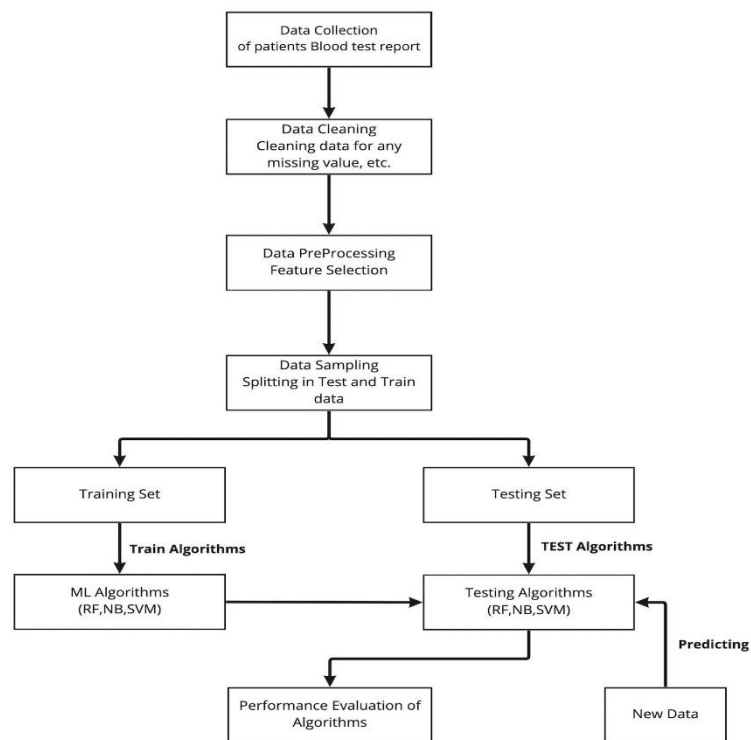 Data Collection
of patients Blood test report
Data Cleaning
Cleaning data for any
missing value, etc.
Data PreProcessing
Feature Selection
Data Sampling
Splitting in Test and Train
data
Training Set
Testing Set
Train Algorithms
TEST Algorithms
ML Algorithms
(RF,NB,SVM)
Testing Algorithms
(RF,NB,SVM)
Predicting
Performance Evaluation of
Algorithms
New Data